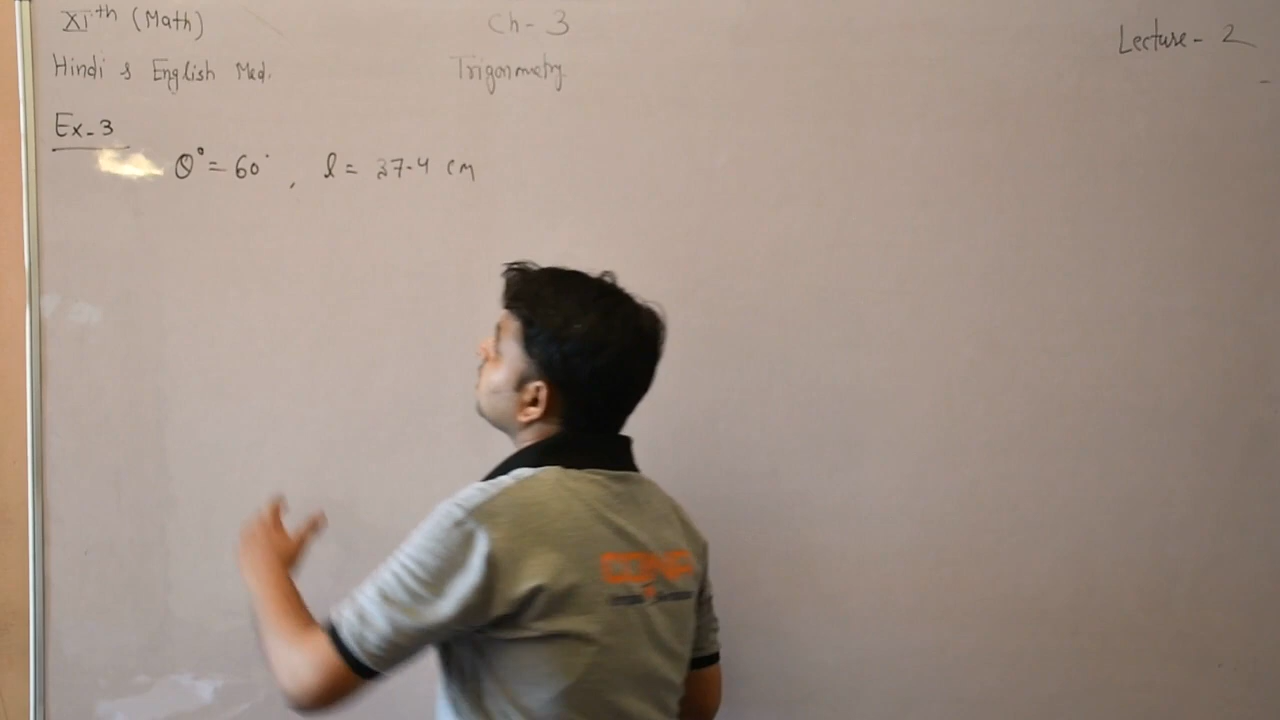 XIth (Math)
Ch - 3
Lecture - 2
Hindi & English Med.
Trigonometry
Ex-3
θ° = 60° , l = 37.4 cm